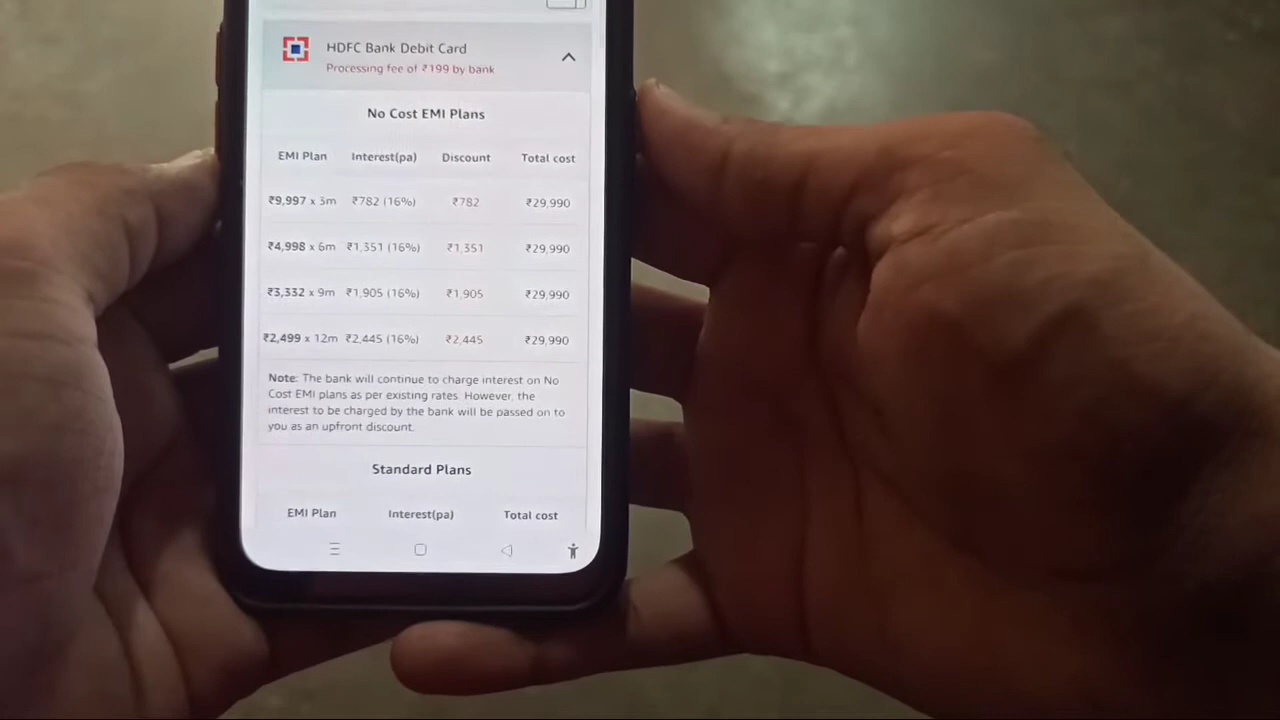 HDFC Bank Debit Card
Processing fee of ₹199 by bank
No Cost EMI Plans
EMI Plan Interest(pa) Discount Total cost
₹9,997 x 3m ₹782 (16%) ₹782 ₹29,990
₹4,998 x 6m ₹1,351 (16%) ₹1,351 ₹29,990
₹3,332 x 9m ₹1,905 (16%) ₹1,905 ₹29,990
₹2,499 x 12m ₹2,445 (16%) ₹2,445 ₹29,990
Note: The bank will continue to charge interest on No
Cost EMI plans as per existing rates. However, the
interest to be charged by the bank will be passed on to
you as an upfront discount.
Standard Plans
EMI Plan Interest(pa) Total cost